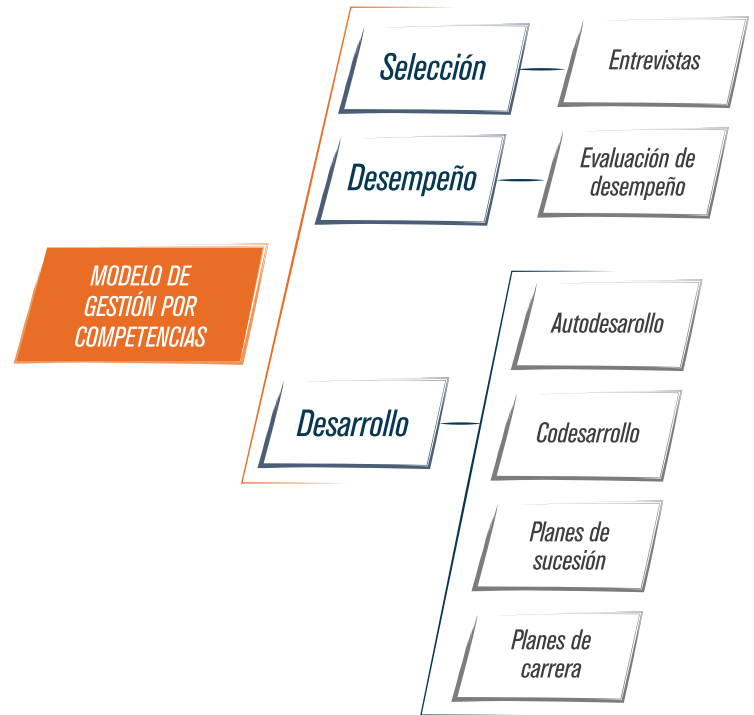 MODELO DE
GESTIÓN POR
COMPETENCIAS
Selección
Entrevistas
Desempeño
Evaluación de
desempeño
Desarrollo
Autodesarollo
Codesarrollo
Planes de
sucesión
Planes de
carrera